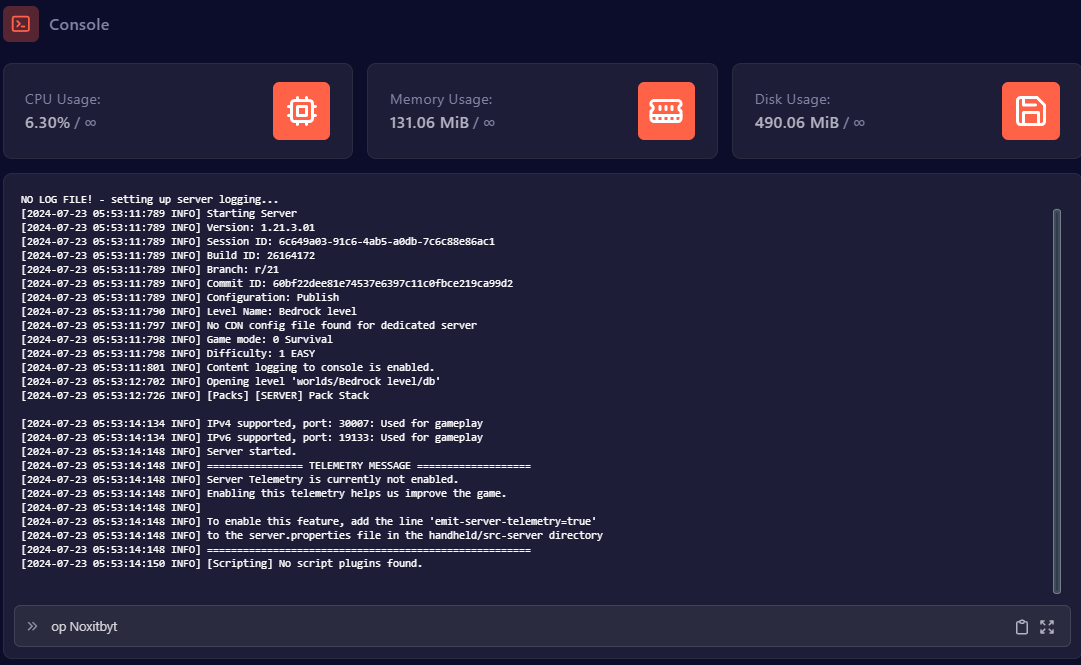 Console
CPU Usage:
6.30% / ∞
Memory Usage:
131.06 MiB / ∞
Disk Usage:
490.06 MiB / ∞
NO LOG FILE! - setting up server logging...
[2024-07-23 05:53:11:789 INFO] Starting Server
[2024-07-23 05:53:11:789 INFO] Version: 1.21.3.01
[2024-07-23 05:53:11:789 INFO] Session ID: 6c649a03-91c6-4ab5-a0db-7c6c88e86ac1
[2024-07-23 05:53:11:789 INFO] Build ID: 26164172
[2024-07-23 05:53:11:789 INFO] Branch: r/21
[2024-07-23 05:53:11:789 INFO] Commit ID: 60bf22dee81e74537e6397c11c0fbce219ca99d2
[2024-07-23 05:53:11:789 INFO] Configuration: Publish
[2024-07-23 05:53:11:790 INFO] Level Name: Bedrock level
[2024-07-23 05:53:11:797 INFO] No CDN config file found for dedicated server
[2024-07-23 05:53:11:798 INFO] Game mode: 0 Survival
[2024-07-23 05:53:11:798 INFO] Difficulty: 1 EASY
[2024-07-23 05:53:11:801 INFO] Content logging to console is enabled.
[2024-07-23 05:53:12:702 INFO] Opening level 'worlds/Bedrock level/db'
[2024-07-23 05:53:12:726 INFO] [Packs] [SERVER] Pack Stack
[2024-07-23 05:53:14:134 INFO] IPv4 supported, port: 30007: Used for gameplay
[2024-07-23 05:53:14:134 INFO] IPv6 supported, port: 19133: Used for gameplay
[2024-07-23 05:53:14:148 INFO] Server started.
[2024-07-23 05:53:14:148 INFO] ================ TELEMETRY MESSAGE ===================
[2024-07-23 05:53:14:148 INFO] Server Telemetry is currently not enabled.
[2024-07-23 05:53:14:148 INFO] Enabling this telemetry helps us improve the game.
[2024-07-23 05:53:14:148 INFO]
[2024-07-23 05:53:14:148 INFO] To enable this feature, add the line 'emit-server-telemetry=true'
[2024-07-23 05:53:14:148 INFO] to the server.properties file in the handheld/src-server directory
[2024-07-23 05:53:14:148 INFO] ======================================================
[2024-07-23 05:53:14:150 INFO] [Scripting] No script plugins found.
» op Noxitbyt